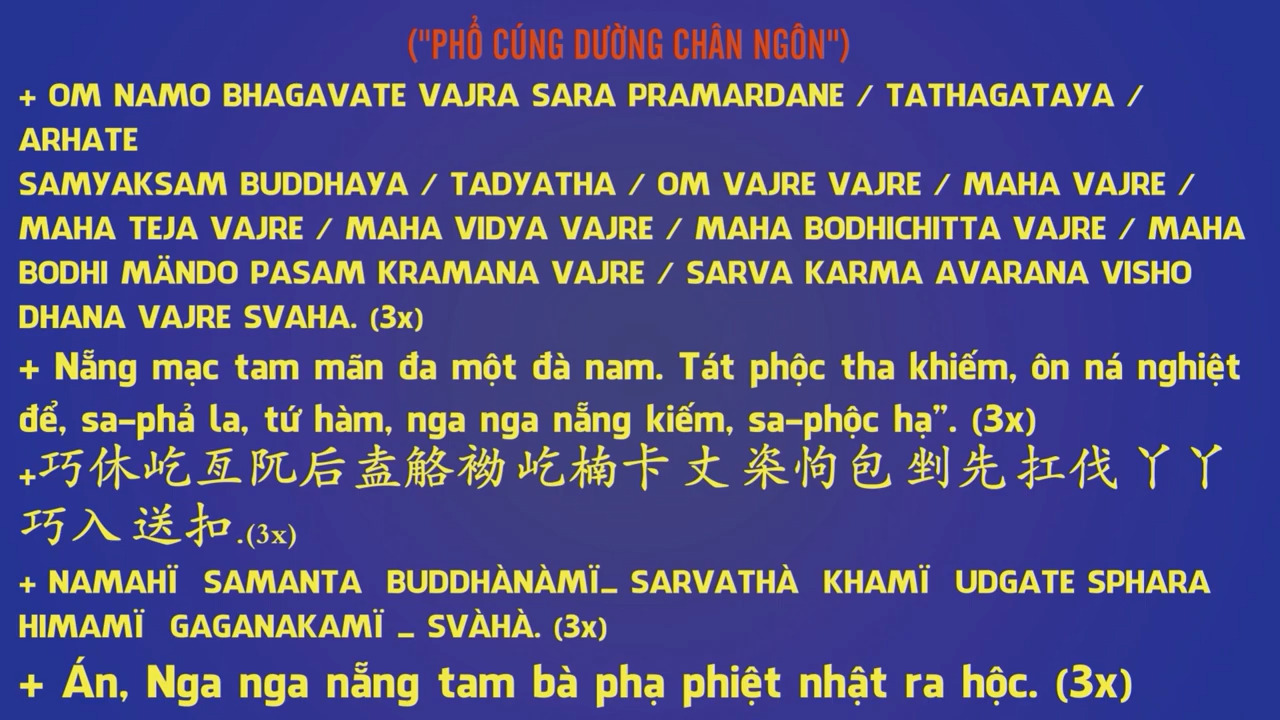 ("PHỔ CÚNG DƯỜNG CHÂN NGÔN")
+ OM NAMO BHAGAVATE VAJRA SARA PRAMARDANE / TATHAGATAYA /
ARHATE
SAMYAKSAM BUDDHAYA / TADYATHA / OM VAJRE VAJRE / MAHA VAJRE /
MAHA TEJA VAJRE / MAHA VIDYA VAJRE / MAHA BODHICHITTA VAJRE / MAHA
BODHI MÄNDO PASAM KRAMANA VAJRE / SARVA KARMA AVARANA VISHO
DHANA VAJRE SVAHA. (3x)
+ Nẵng mạc tam mãn đa một đà nam. Tát phộc tha khiếm, ôn ná nghiệt
để, sa-phả la, tứ hàm, nga nga nẵng kiếm, sa-phộc hạ”. (3x)
+巧休屹亙阢后盍觡袎屹楠卡丈粢怐包剉先扛伐丫丫
巧入送扣.(3x)
+ NAMAHÏ SAMANTA BUDDHÀNÀMÏ_ SARVATHÀ KHAMÏ UDGATE SPHARA
HIMAMÏ GAGANAKAMÏ _ SVÀHÀ. (3x)
+ Án, Nga nga nẵng tam bà phạ phiệt nhật ra hộc. (3x)